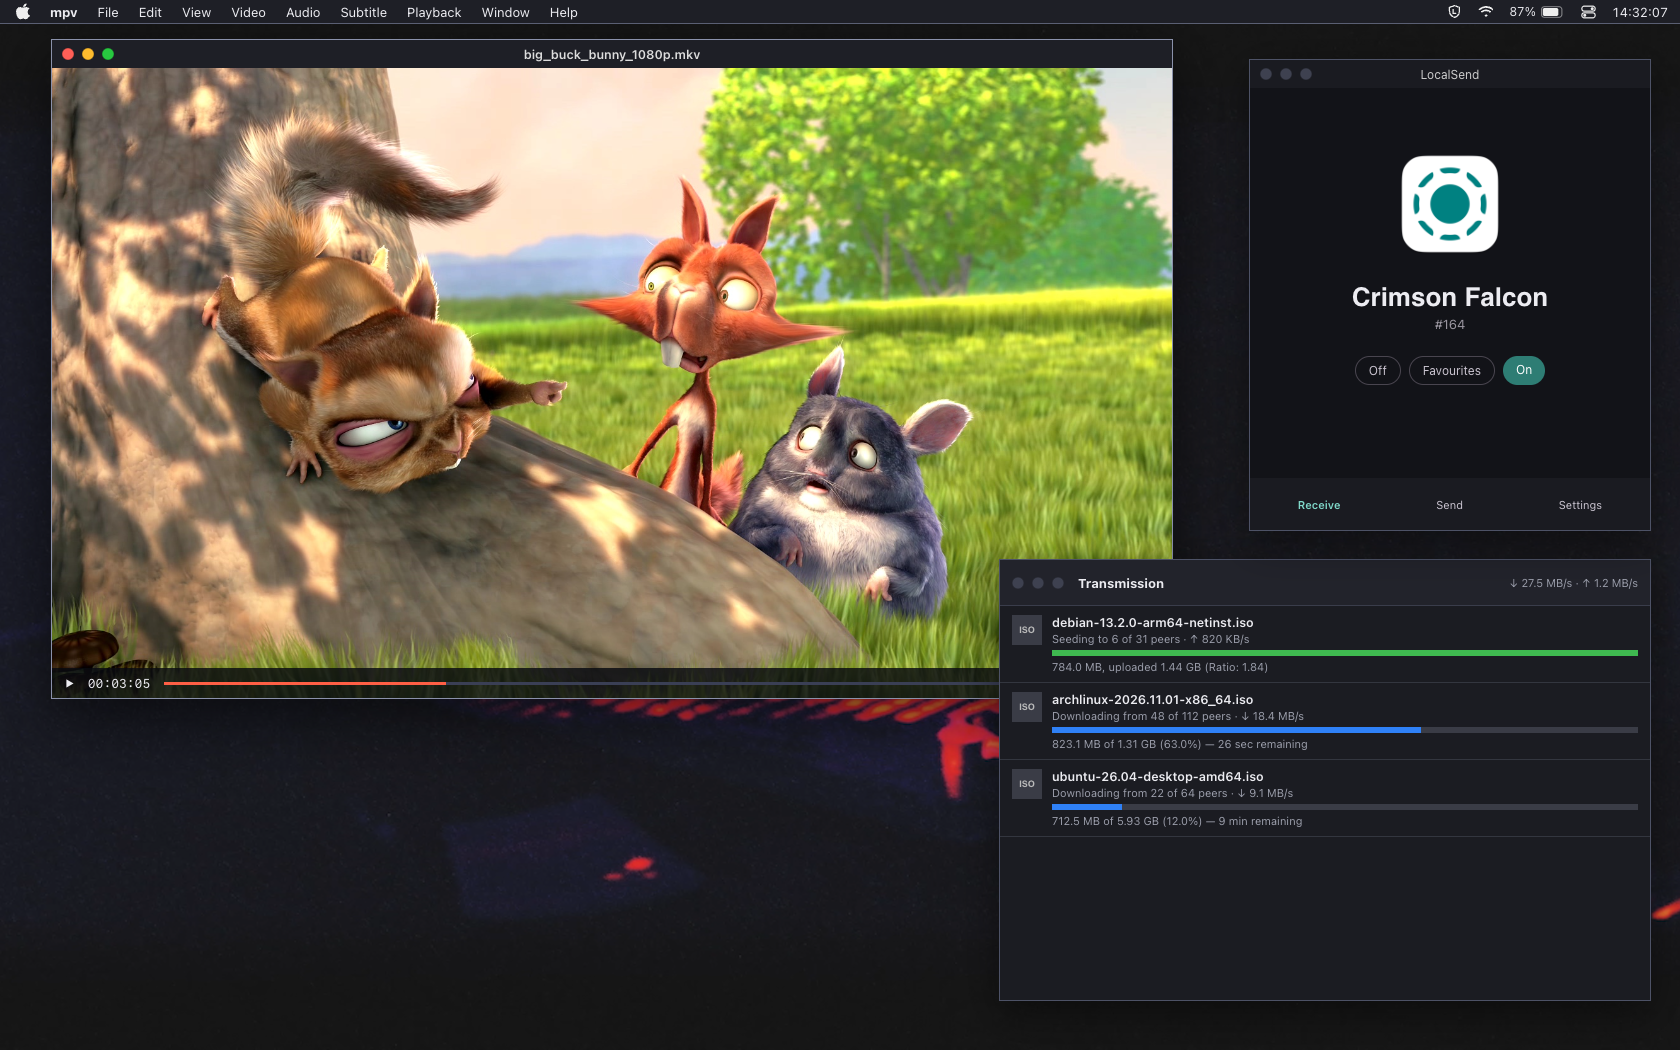 mpv File Edit View Video Audio Subtitle Playback Window Help 87% 14:32:07
big_buck_bunny_1080p.mkv
00:03:05
LocalSend
Crimson Falcon
#164
Off Favourites On
Receive Send Settings
Transmission ↓ 27.5 MB/s · ↑ 1.2 MB/s
ISO
debian-13.2.0-arm64-netinst.iso
Seeding to 6 of 31 peers · ↑ 820 KB/s
784.0 MB, uploaded 1.44 GB (Ratio: 1.84)
ISO
archlinux-2026.11.01-x86_64.iso
Downloading from 48 of 112 peers · ↓ 18.4 MB/s
823.1 MB of 1.31 GB (63.0%) — 26 sec remaining
ISO
ubuntu-26.04-desktop-amd64.iso
Downloading from 22 of 64 peers · ↓ 9.1 MB/s
712.5 MB of 5.93 GB (12.0%) — 9 min remaining